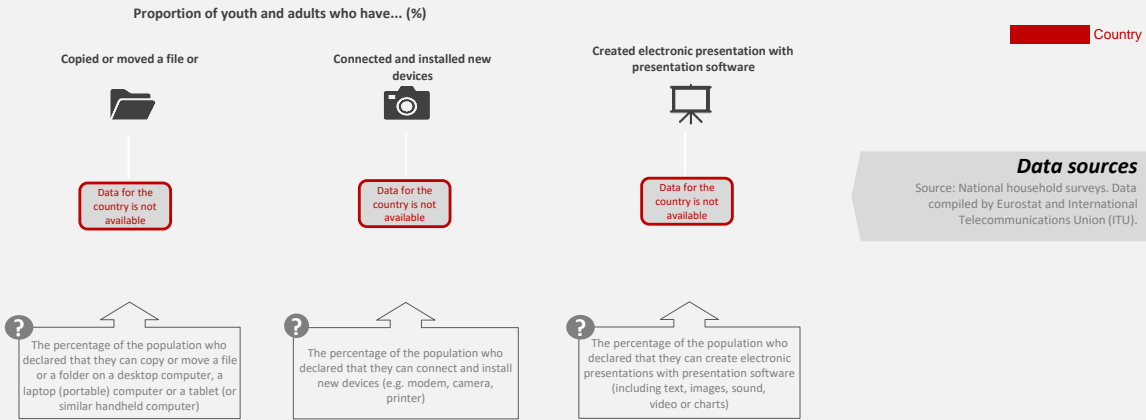 Proportion of youth and adults who have... (%)
Country
Copied or moved a file or
Connected and installed new
devices
Created electronic presentation with
presentation software
Data for the
country is not
available
Data for the
country is not
available
Data for the
country is not
available
Data sources
Source: National household surveys. Data
compiled by Eurostat and International
Telecommunications Union (ITU).
?
The percentage of the population who
declared that they can copy or move a file
or a folder on a desktop computer, a
laptop (portable) computer or a tablet (or
similar handheld computer)
?
The percentage of the population who
declared that they can connect and install
new devices (e.g. modem, camera,
printer)
?
The percentage of the population who
declared that they can create electronic
presentations with presentation software
(including text, images, sound,
video or charts)